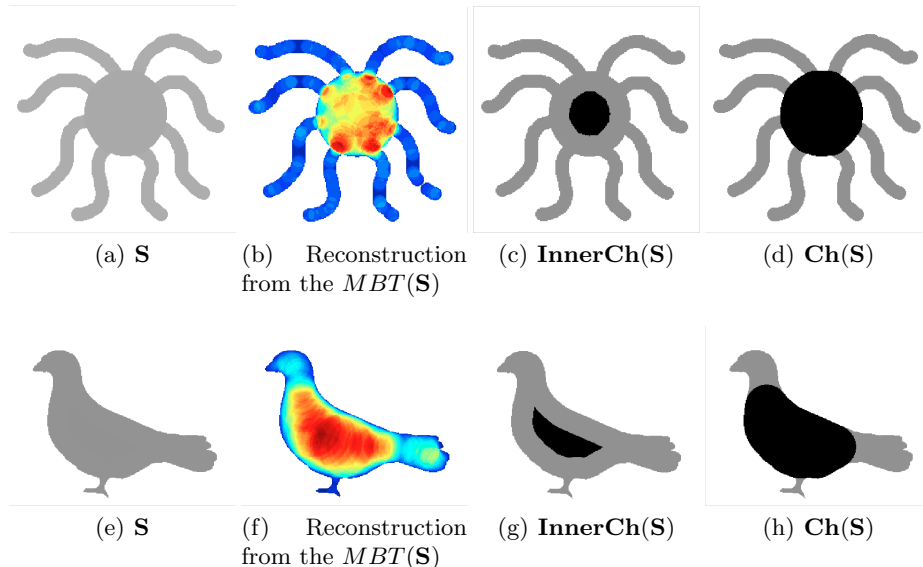 (a) S
(b) Reconstruction
from the MBT(S)
(c) InnerCh(S)
(d) Ch(S)
(e) S
(f) Reconstruction
from the MBT(S)
(g) InnerCh(S)
(h) Ch(S)